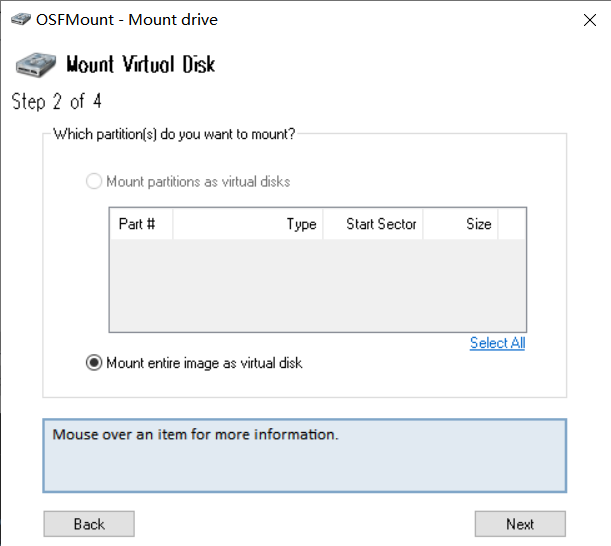 OSFMount - Mount drive
Mount Virtual Disk
Step 2 of 4
Which partition(s) do you want to mount?
Mount partitions as virtual disks
Part # Type Start Sector Size
Select All
Mount entire image as virtual disk
Mouse over an item for more information.
Back Next